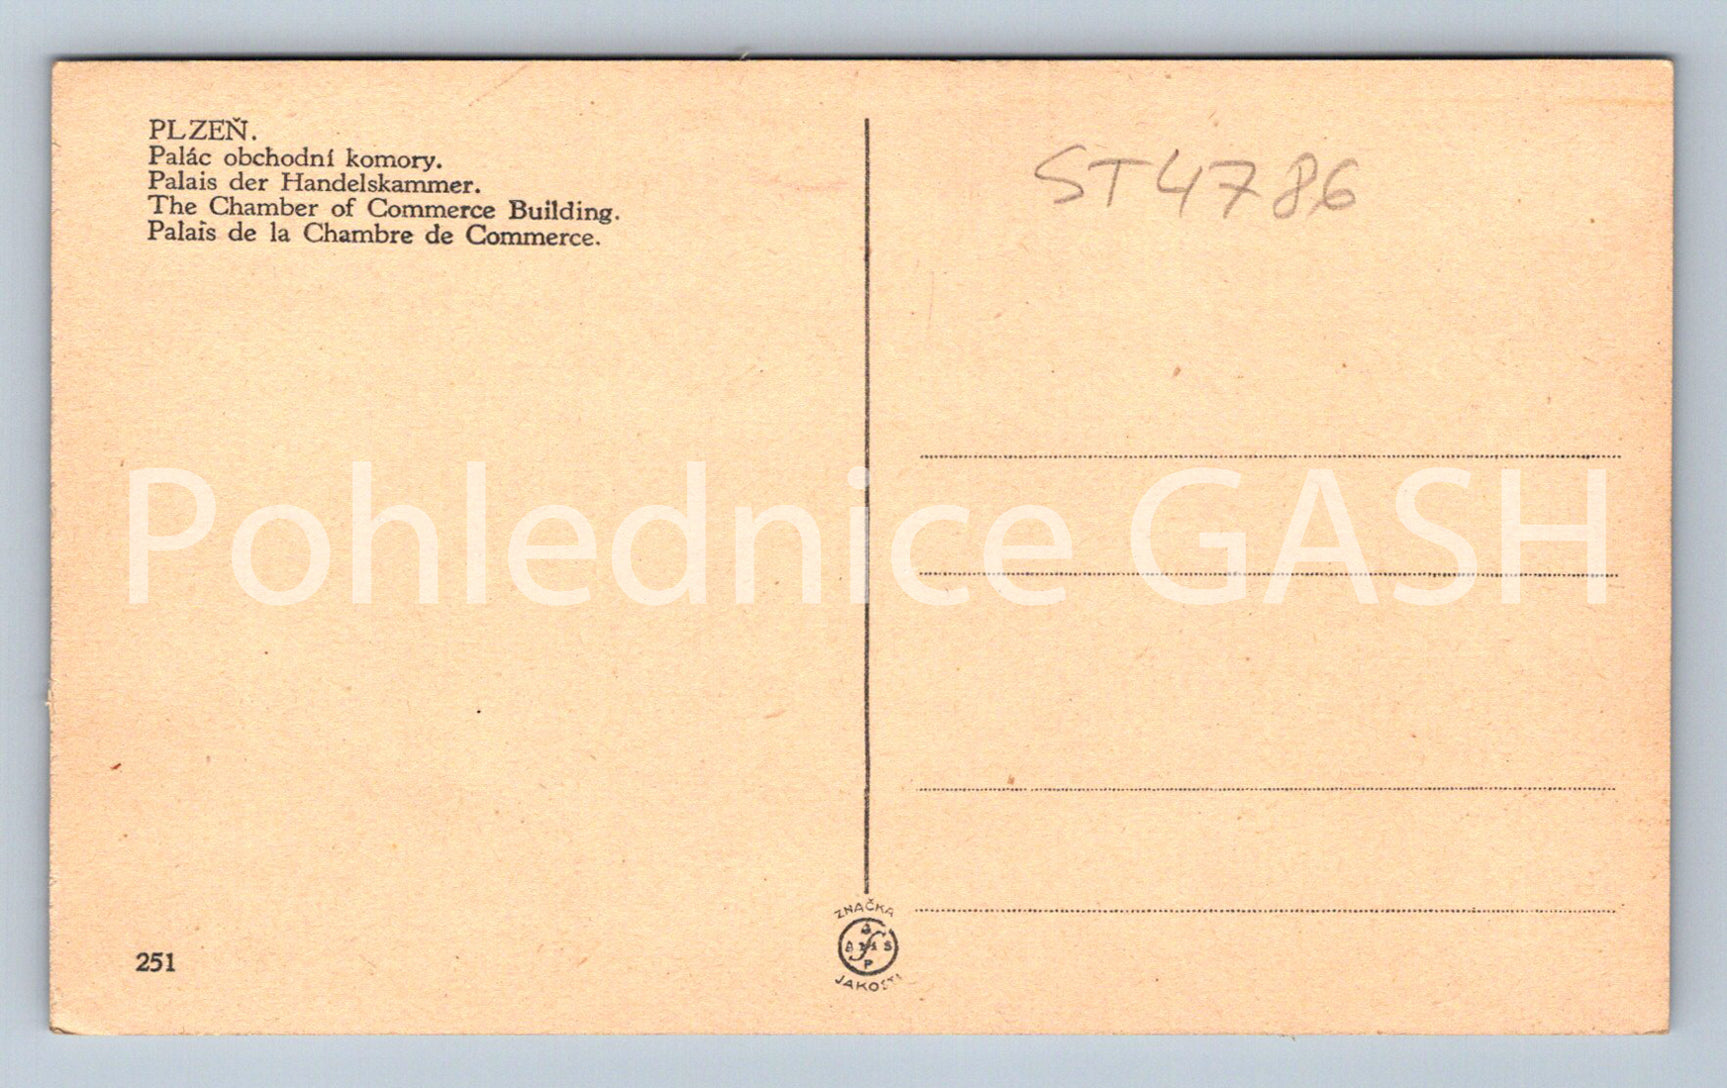 PLZEŇ.
Palác obchodní komory.
Palais der Handelskammer.
The Chamber of Commerce Building.
Palais de la Chambre de Commerce.
ST4786
Pohlednice GASH
ZNAČKA
JAKOSTI
251